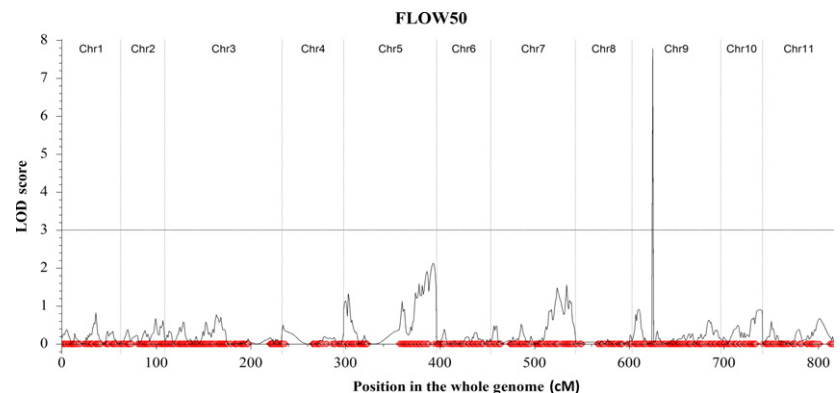 FLOW50
Chr1 Chr2 Chr3 Chr4 Chr5 Chr6 Chr7 Chr8 Chr9 Chr10 Chr11
LOD score
8
7
6
5
4
3
2
1
0
0 100 200 300 400 500 600 700 800
Position in the whole genome (cM)